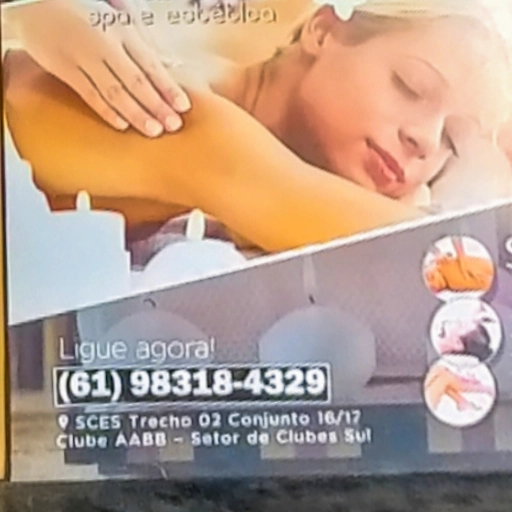 spa e estética
Ligue agora!
(61) 98318-4329
SCES Trecho 02 Conjunto 16/17
Clube AABB - Setor de Clubes Sul